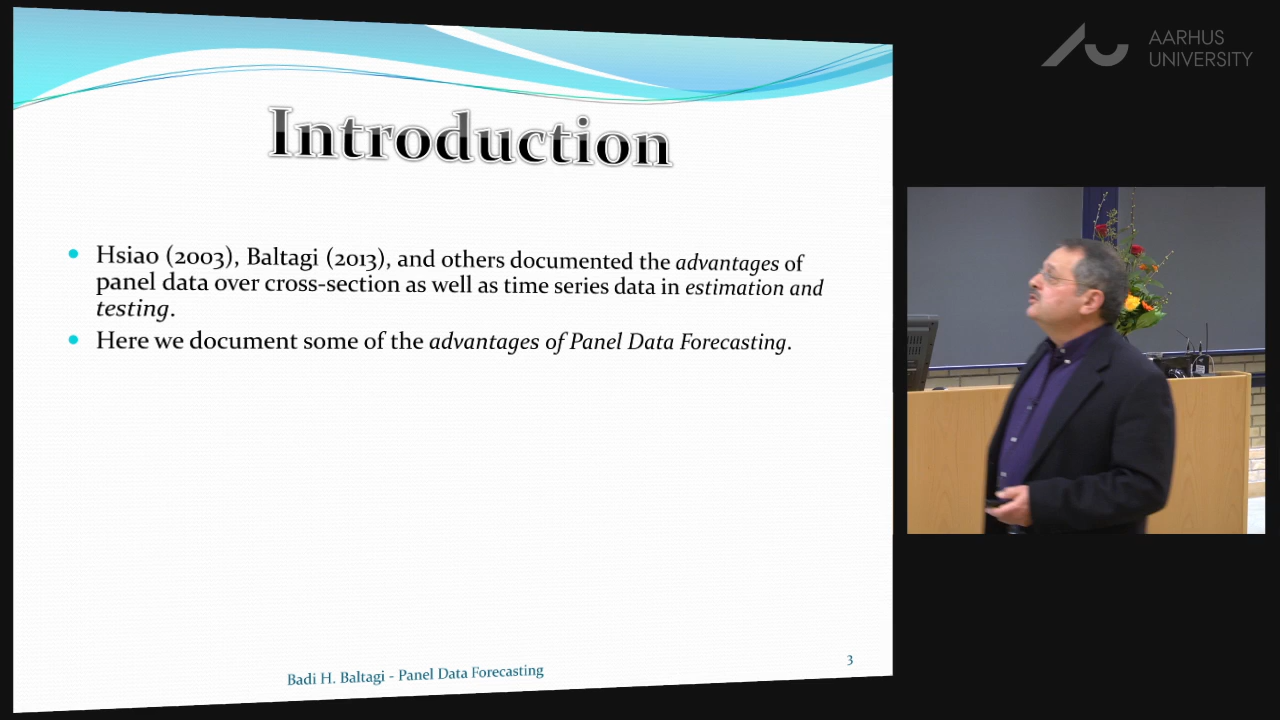 AARHUS
UNIVERSITY
Introduction
Hsiao (2003), Baltagi (2013), and others documented the advantages of
panel data over cross-section as well as time series data in estimation and
testing.
Here we document some of the advantages of Panel Data Forecasting.
Badi H. Baltagi - Panel Data Forecasting
3